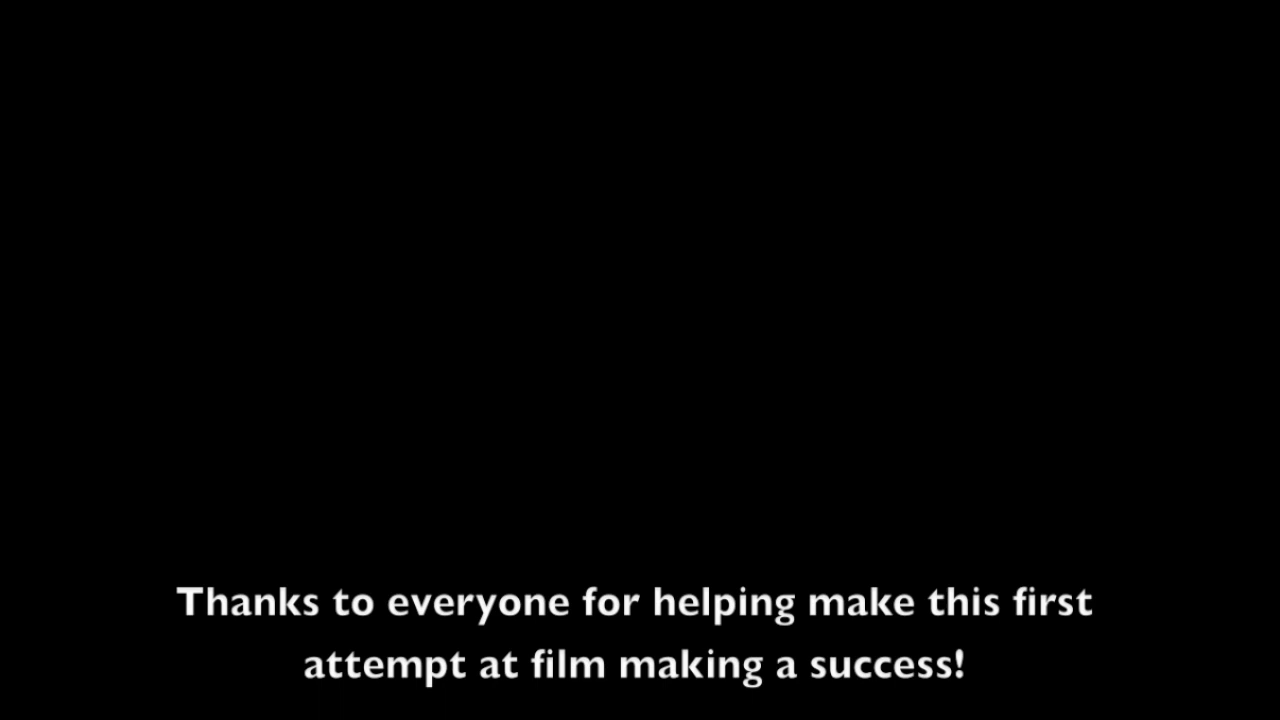 Thanks to everyone for helping make this first
attempt at film making a success!